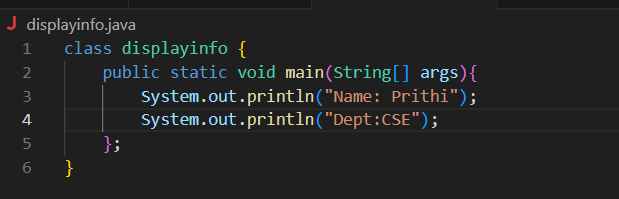 J displayinfo.java
1 class displayinfo {
2 public static void main(String[] args){
3 System.out.println("Name: Prithi");
4 System.out.println("Dept:CSE");
5 };
6 }